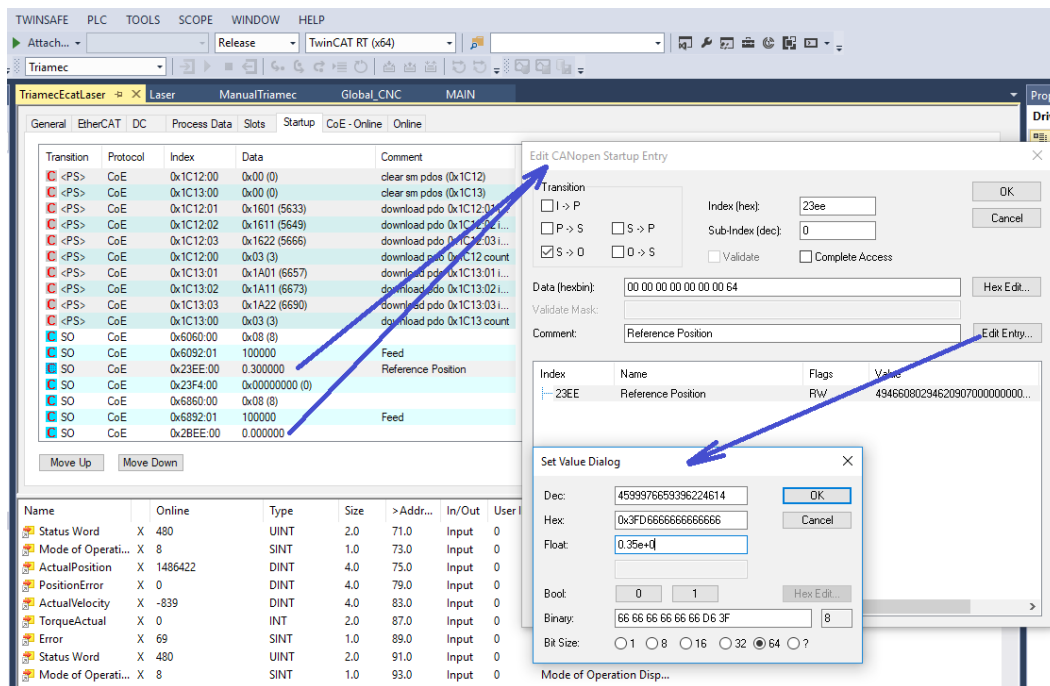 TWINSAFE PLC TOOLS SCOPE WINDOW HELP
Attach... Release TwinCAT RT (x64)
Triamec
TriamecEcatLaser Laser ManualTriamec Global_CNC MAIN
General EtherCAT DC Process Data Slots Startup CoE - Online Online
Transition Protocol Index Data Comment
C <PS> CoE 0x1C12:00 0x00 (0) clear sm pdos (0x1C12)
C <PS> CoE 0x1C13:00 0x00 (0) clear sm pdos (0x1C13)
C <PS> CoE 0x1C12:01 0x1601 (5633) download pdo 0x1C12:01 i...
C <PS> CoE 0x1C12:02 0x1611 (5649) download pdo 0x1C12:02 i...
C <PS> CoE 0x1C12:03 0x1622 (5666) download pdo 0x1C12:03 i...
C <PS> CoE 0x1C12:00 0x03 (3) download pdo 0x1C12 count
C <PS> CoE 0x1C13:01 0x1A01 (6657) download pdo 0x1C13:01 i...
C <PS> CoE 0x1C13:02 0x1A11 (6673) download pdo 0x1C13:02 i...
C <PS> CoE 0x1C13:03 0x1A22 (6690) download pdo 0x1C13:03 i...
C <PS> CoE 0x1C13:00 0x03 (3) download pdo 0x1C13 count
C SO CoE 0x6060:00 0x08 (8)
C SO CoE 0x6092:01 100000 Feed
C SO CoE 0x23EE:00 0.300000 Reference Position
C SO CoE 0x23F4:00 0x00000000 (0)
C SO CoE 0x6860:00 0x08 (8)
C SO CoE 0x6892:01 100000 Feed
C SO CoE 0x2BEE:00 0.000000
Move Up Move Down
Name Online Type Size >Addr... In/Out User I
Status Word X 480 UINT 2.0 71.0 Input 0
Mode of Operati... X 8 SINT 1.0 73.0 Input 0
ActualPosition X 1486422 DINT 4.0 75.0 Input 0
PositionError X 0 DINT 4.0 79.0 Input 0
ActualVelocity X -839 DINT 4.0 83.0 Input 0
TorqueActual X 0 INT 2.0 87.0 Input 0
Error X 69 SINT 1.0 89.0 Input 0
Status Word X 480 UINT 2.0 91.0 Input 0
Mode of Operati... X 8 SINT 1.0 93.0 Input 0 Mode of Operation Disp...
Prop
Dri
Edit CANopen Startup Entry
Transition
I -> P
P -> S S -> P
S -> O O -> S
Index (hex): 23ee
Sub-Index (dec): 0
Validate Complete Access
OK
Cancel
Data (hexbin): 00 00 00 00 00 00 00 64 Hex Edit...
Validate Mask:
Comment: Reference Position Edit Entry...
Index Name Flags Value
23EE Reference Position RW 49466080294620907000000000...
Set Value Dialog
Dec: 4599976659396224614 OK
Hex: 0x3FD6666666666666 Cancel
Float: 0.35e+0
Bool: 0 1 Hex Edit...
Binary: 66 66 66 66 66 66 D6 3F 8
Bit Size: 1 8 16 32 64 ?